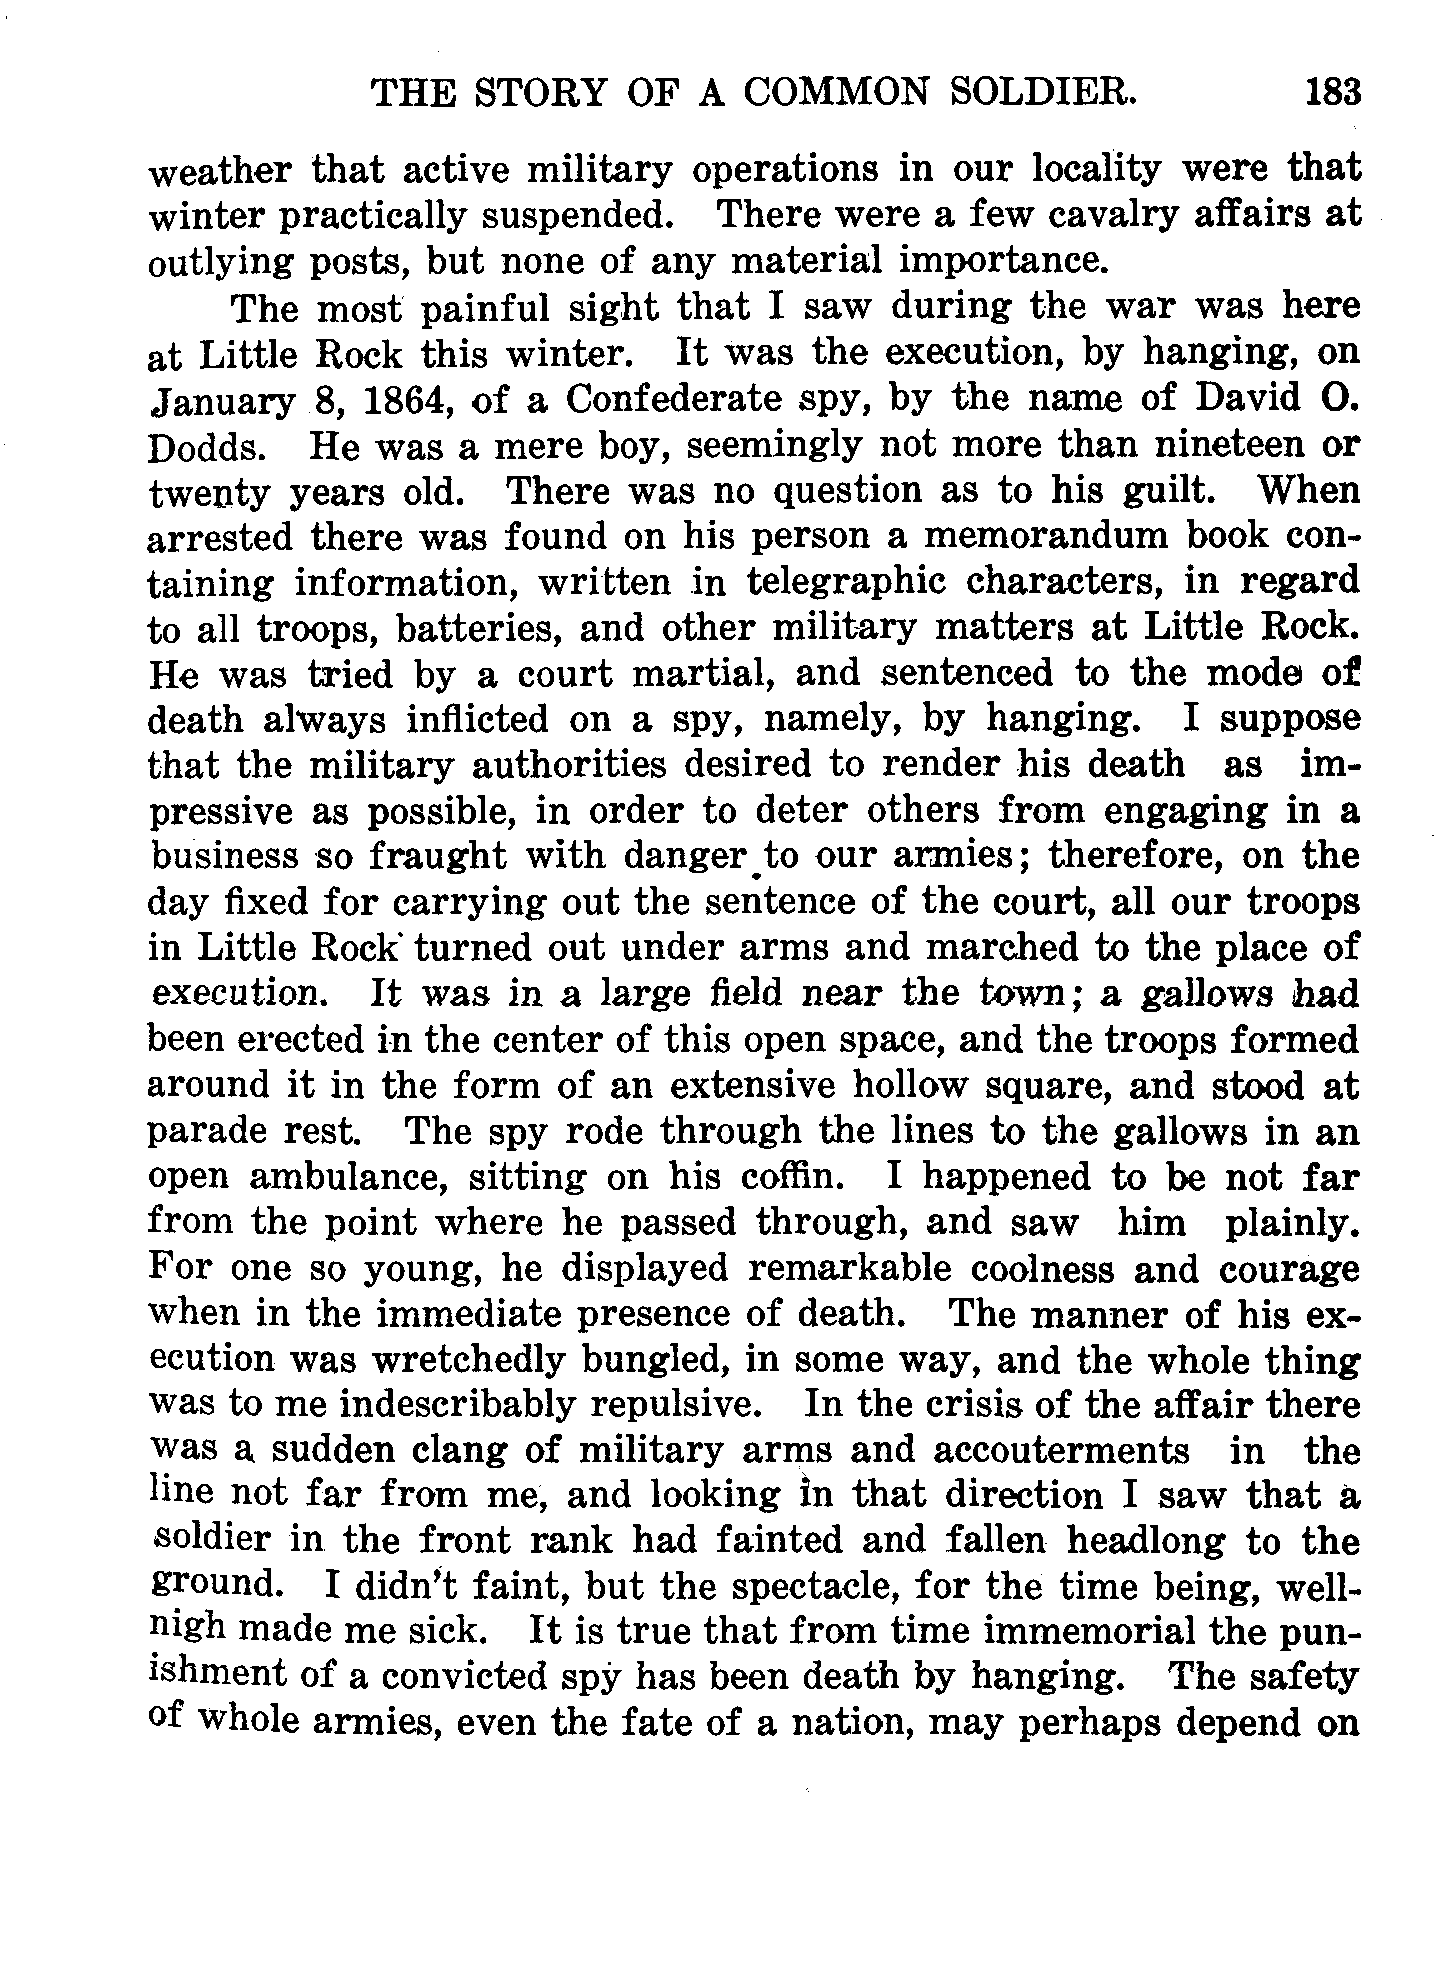 THE STORY OF A COMMON SOLDIER. 183
weather that active military operations in our locality were that
winter practically suspended. There were a few cavalry affairs at
outlying posts, but none of any material importance.
The most painful sight that I saw during the war was here
at Little Rock this winter. It was the execution, by hanging, on
January 8, 1864, of a Confederate spy, by the name of David O.
Dodds. He was a mere boy, seemingly not more than nineteen or
twenty years old. There was no question as to his guilt. When
arrested there was found on his person a memorandum book con-
taining information, written in telegraphic characters, in regard
to all troops, batteries, and other military matters at Little Rock.
He was tried by a court martial, and sentenced to the mode of
death always inflicted on a spy, namely, by hanging. I suppose
that the military authorities desired to render his death as im-
pressive as possible, in order to deter others from engaging in a
business so fraught with danger to our armies; therefore, on the
day fixed for carrying out the sentence of the court, all our troops
in Little Rock turned out under arms and marched to the place of
execution. It was in a large field near the town; a gallows had
been erected in the center of this open space, and the troops formed
around it in the form of an extensive hollow square, and stood at
parade rest. The spy rode through the lines to the gallows in an
open ambulance, sitting on his coffin. I happened to be not far
from the point where he passed through, and saw him plainly.
For one so young, he displayed remarkable coolness and courage
when in the immediate presence of death. The manner of his ex-
ecution was wretchedly bungled, in some way, and the whole thing
was to me indescribably repulsive. In the crisis of the affair there
was a sudden clang of military arms and accouterments in the
line not far from me, and looking in that direction I saw that a
soldier in the front rank had fainted and fallen headlong to the
ground. I didn't faint, but the spectacle, for the time being, well-
nigh made me sick. It is true that from time immemorial the pun-
ishment of a convicted spy has been death by hanging. The safety
of whole armies, even the fate of a nation, may perhaps depend on